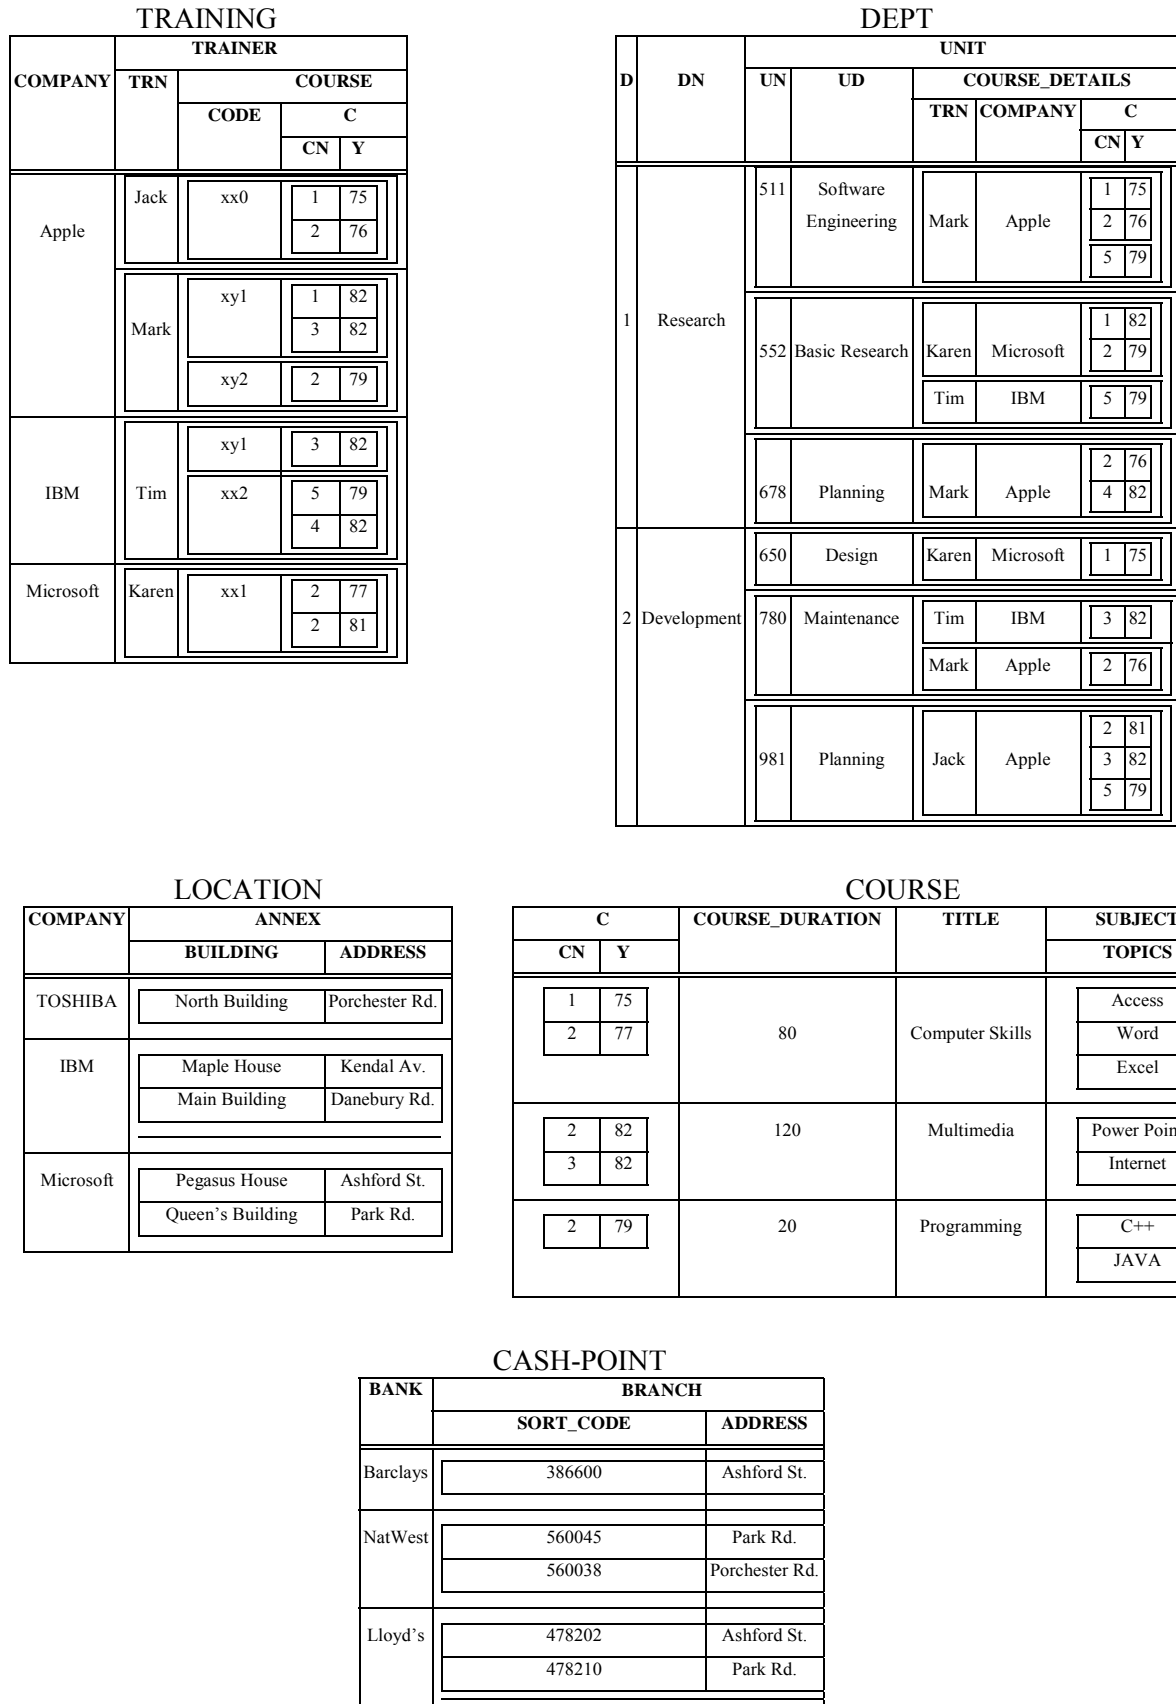 TRAINING
TRAINER
COMPANY TRN COURSE
CODE C
CN Y
Jack xx0 1 75
Apple 2 76
xy1 1 82
Mark 3 82
xy2 2 79
xy1 3 82
IBM Tim xx2 5 79
4 82
Microsoft Karen xx1 2 77
2 81
DEPT
UNIT
D DN UN UD COURSE_DETAILS
TRN COMPANY C
CN Y
511 Software 1 75
Engineering Mark Apple 2 76
5 79
1 Research 1 82
552 Basic Research Karen Microsoft 2 79
Tim IBM 5 79
2 76
678 Planning Mark Apple 4 82
650 Design Karen Microsoft 1 75
2 Development 780 Maintenance Tim IBM 3 82
Mark Apple 2 76
2 81
981 Planning Jack Apple 3 82
5 79
LOCATION
COMPANY ANNEX
BUILDING ADDRESS
TOSHIBA North Building Porchester Rd.
IBM Maple House Kendal Av.
Main Building Danebury Rd.
Microsoft Pegasus House Ashford St.
Queen's Building Park Rd.
COURSE
C COURSE_DURATION TITLE SUBJECT
CN Y TOPICS
1 75 Access
2 77 80 Computer Skills Word
Excel
2 82 120 Multimedia Power Poin
3 82 Internet
2 79 20 Programming C++
JAVA
CASH-POINT
BANK BRANCH
SORT_CODE ADDRESS
Barclays 386600 Ashford St.
NatWest 560045 Park Rd.
560038 Porchester Rd.
Lloyd's 478202 Ashford St.
478210 Park Rd.